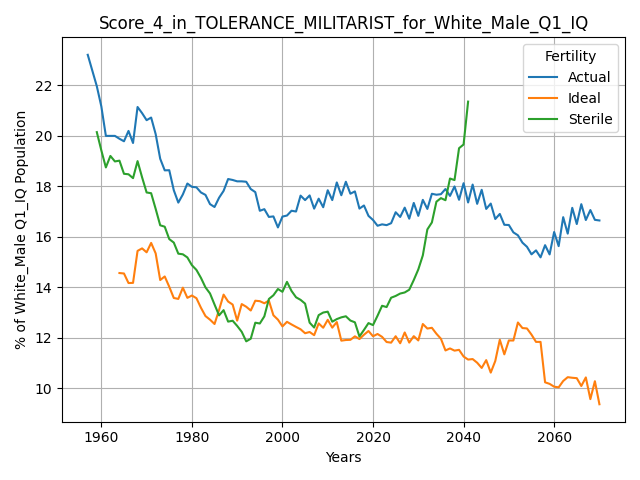 Score_4_in_TOLERANCE_MILITARIST_for_White_Male_Q1_IQ
Fertility
Actual
Ideal
Sterile
% of White_Male Q1_IQ Population
22
20
18
16
14
12
10
1960
1980
2000
2020
2040
2060
Years